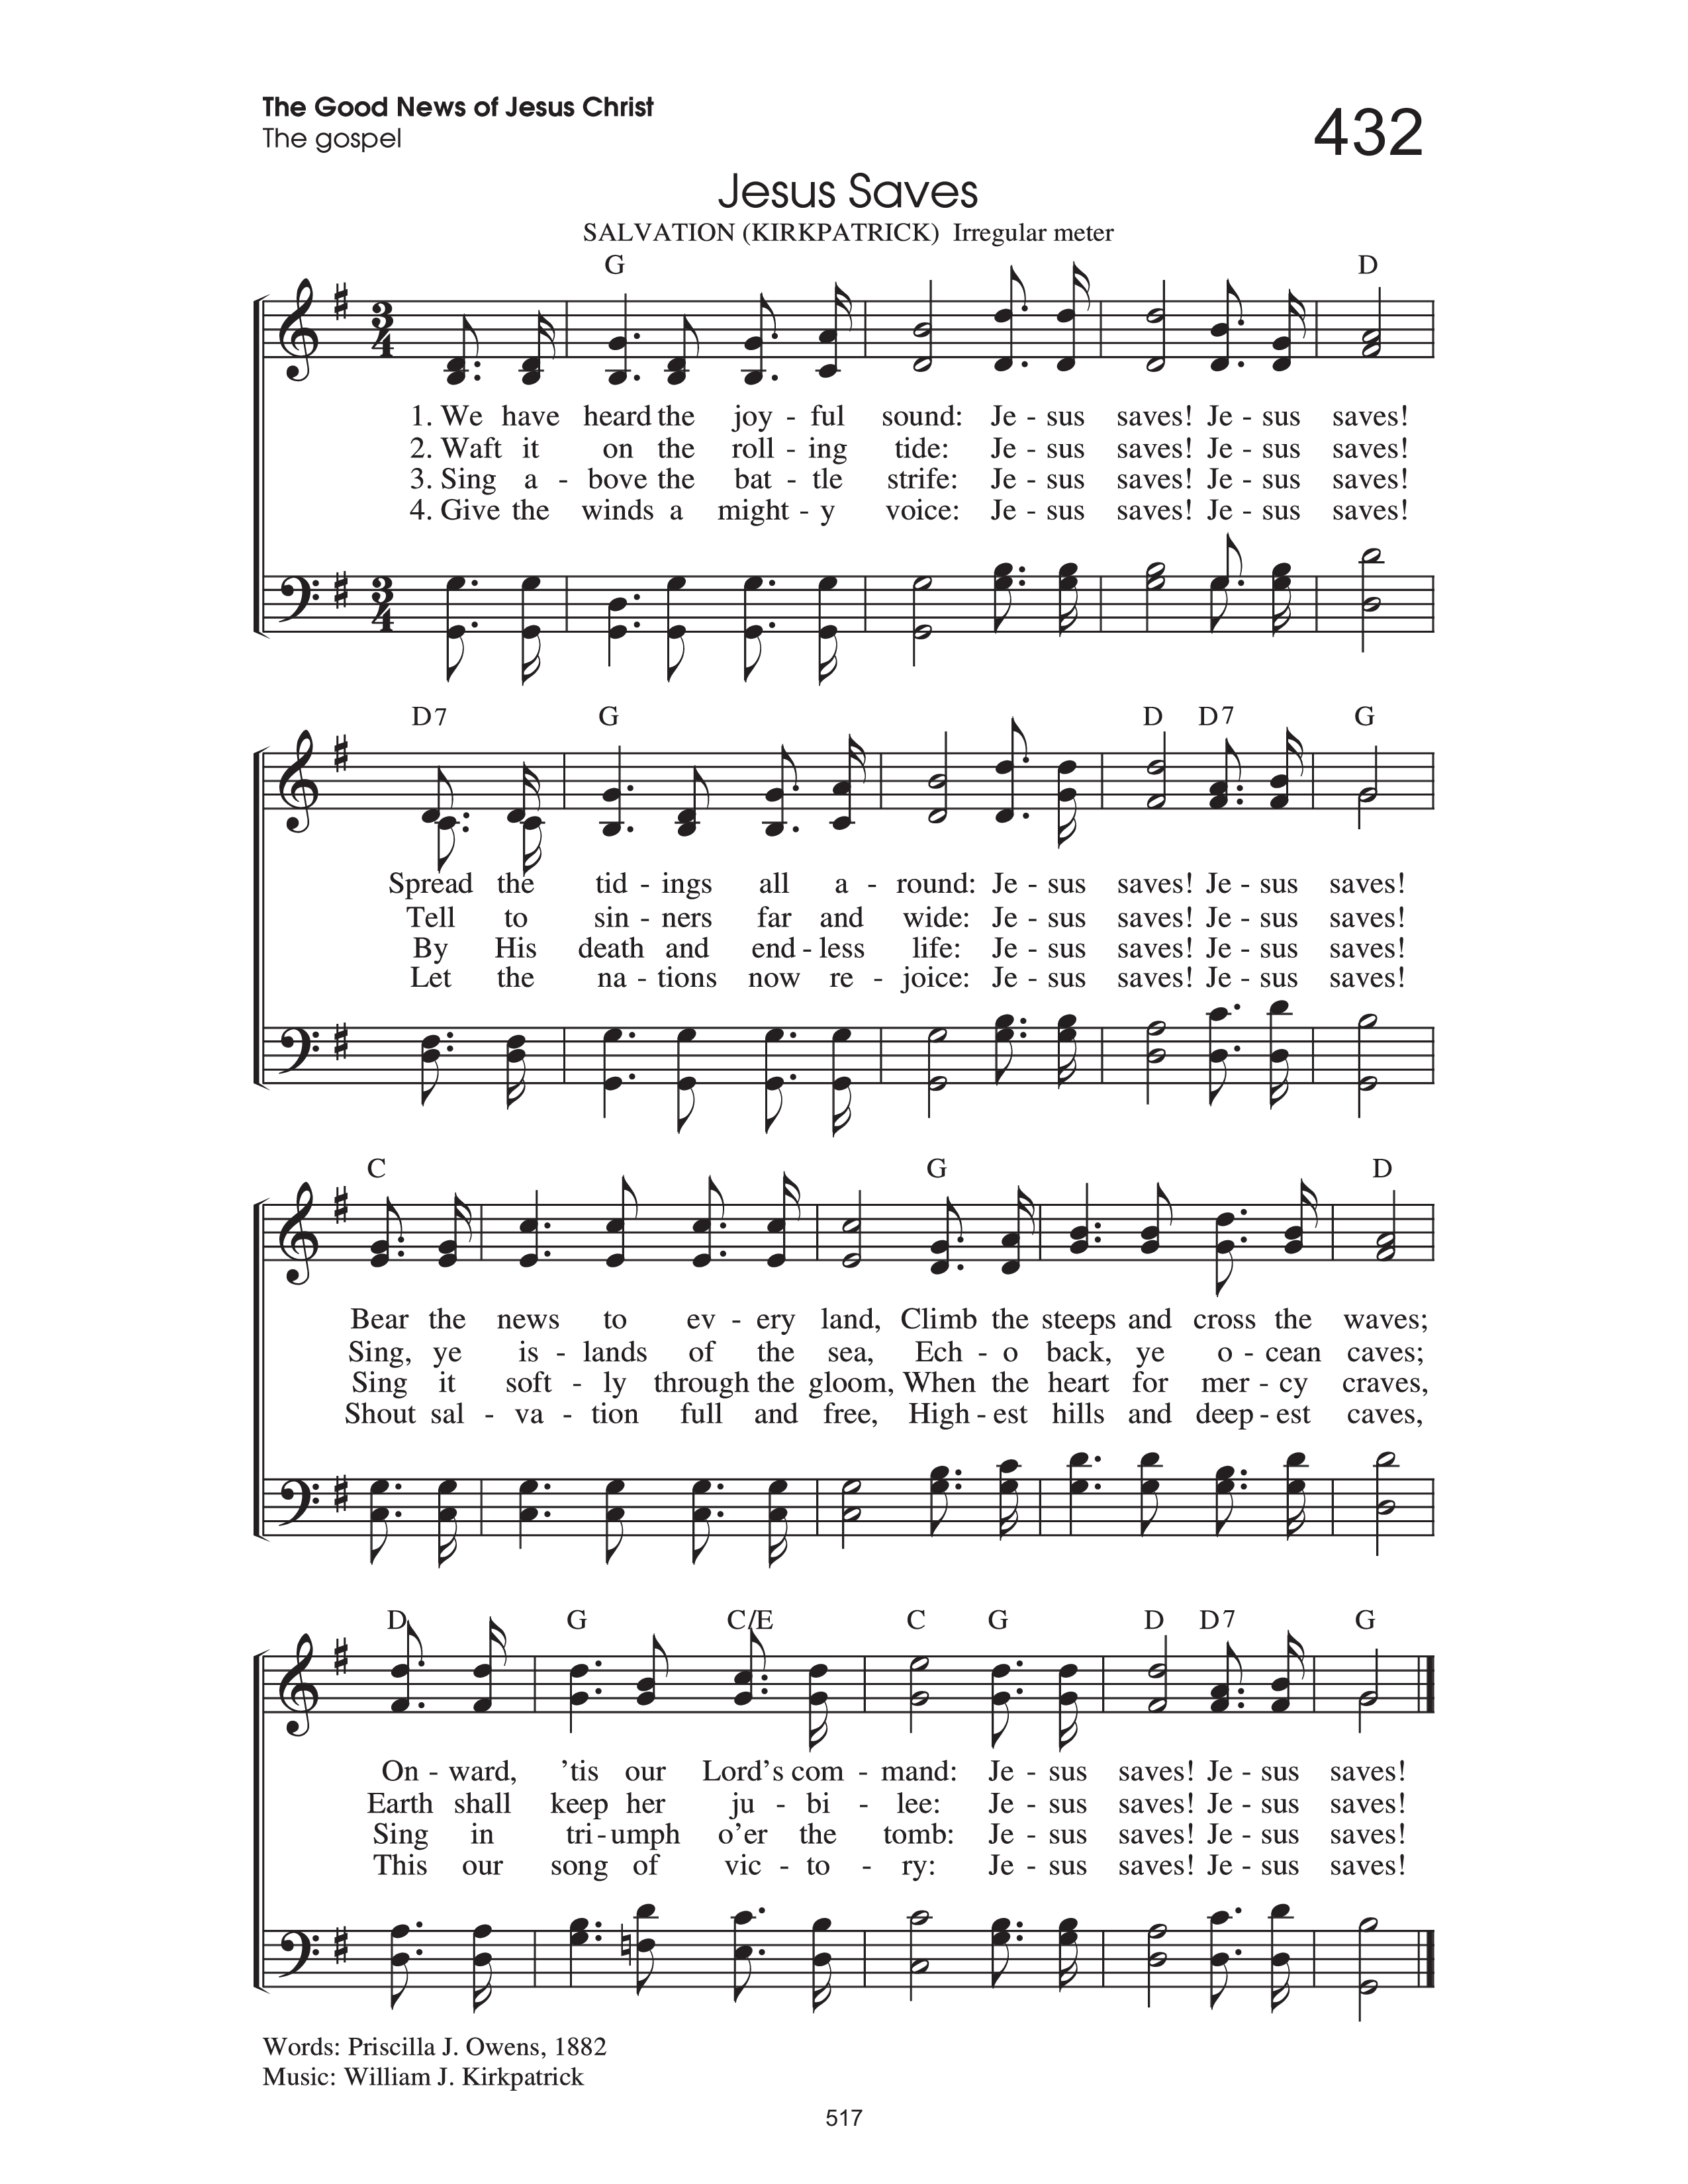 The Good News of Jesus Christ
The gospel
432
Jesus Saves
SALVATION (KIRKPATRICK) Irregular meter
G D
3 4
1. We have heard the joy - ful sound: Je - sus saves! Je - sus saves!
2. Waft it on the roll - ing tide: Je - sus saves! Je - sus saves!
3. Sing a - bove the bat - tle strife: Je - sus saves! Je - sus saves!
4. Give the winds a might - y voice: Je - sus saves! Je - sus saves!
3 4
D7 G D D7 G
Spread the tid - ings all a - round: Je - sus saves! Je - sus saves!
Tell to sin - ners far and wide: Je - sus saves! Je - sus saves!
By His death and end - less life: Je - sus saves! Je - sus saves!
Let the na - tions now re - joice: Je - sus saves! Je - sus saves!
C G D
Bear the news to ev - ery land, Climb the steeps and cross the waves;
Sing, ye is - lands of the sea, Ech - o back, ye o - cean caves;
Sing it soft - ly through the gloom, When the heart for mer - cy craves,
Shout sal - va - tion full and free, High - est hills and deep - est caves,
D G C/E C G D D7 G
On - ward, ’tis our Lord’s com - mand: Je - sus saves! Je - sus saves!
Earth shall keep her ju - bi - lee: Je - sus saves! Je - sus saves!
Sing in tri - umph o’er the tomb: Je - sus saves! Je - sus saves!
This our song of vic - to - ry: Je - sus saves! Je - sus saves!
Words: Priscilla J. Owens, 1882
Music: William J. Kirkpatrick
517